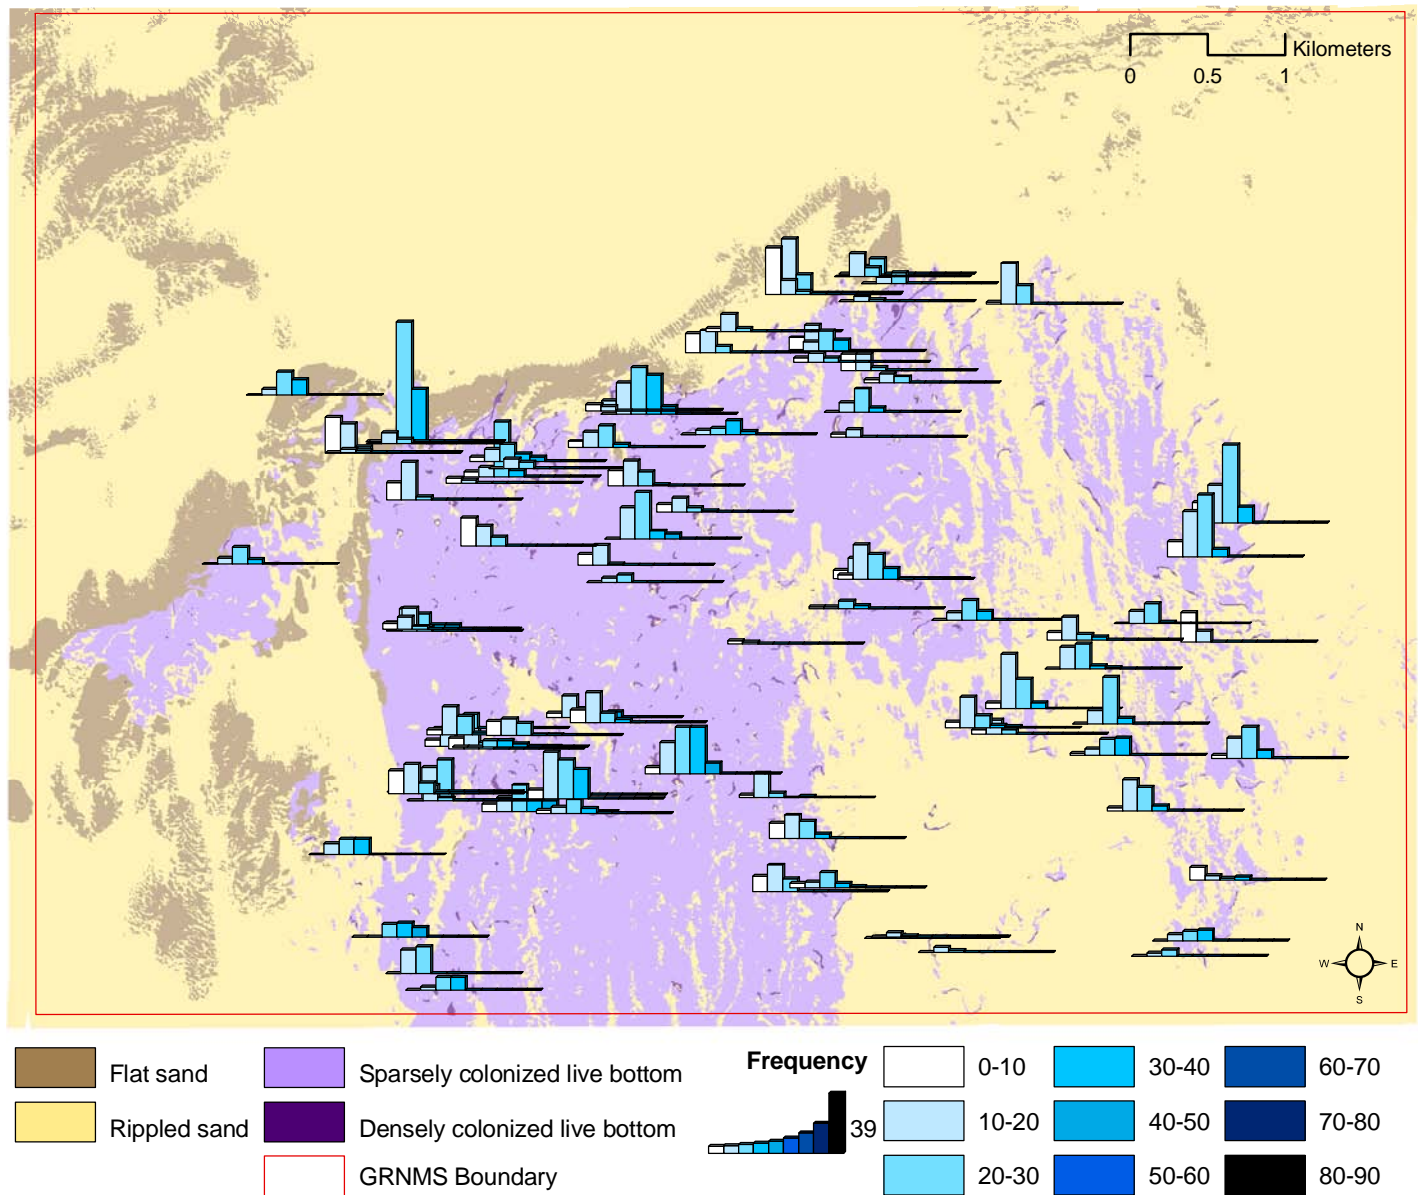 Kilometers
0 0.5 1
N
W E
S
Flat sand
Rippled sand
Sparsely colonized live bottom
Densely colonized live bottom
GRNMS Boundary
Frequency
39
0-10
10-20
20-30
30-40
40-50
50-60
60-70
70-80
80-90